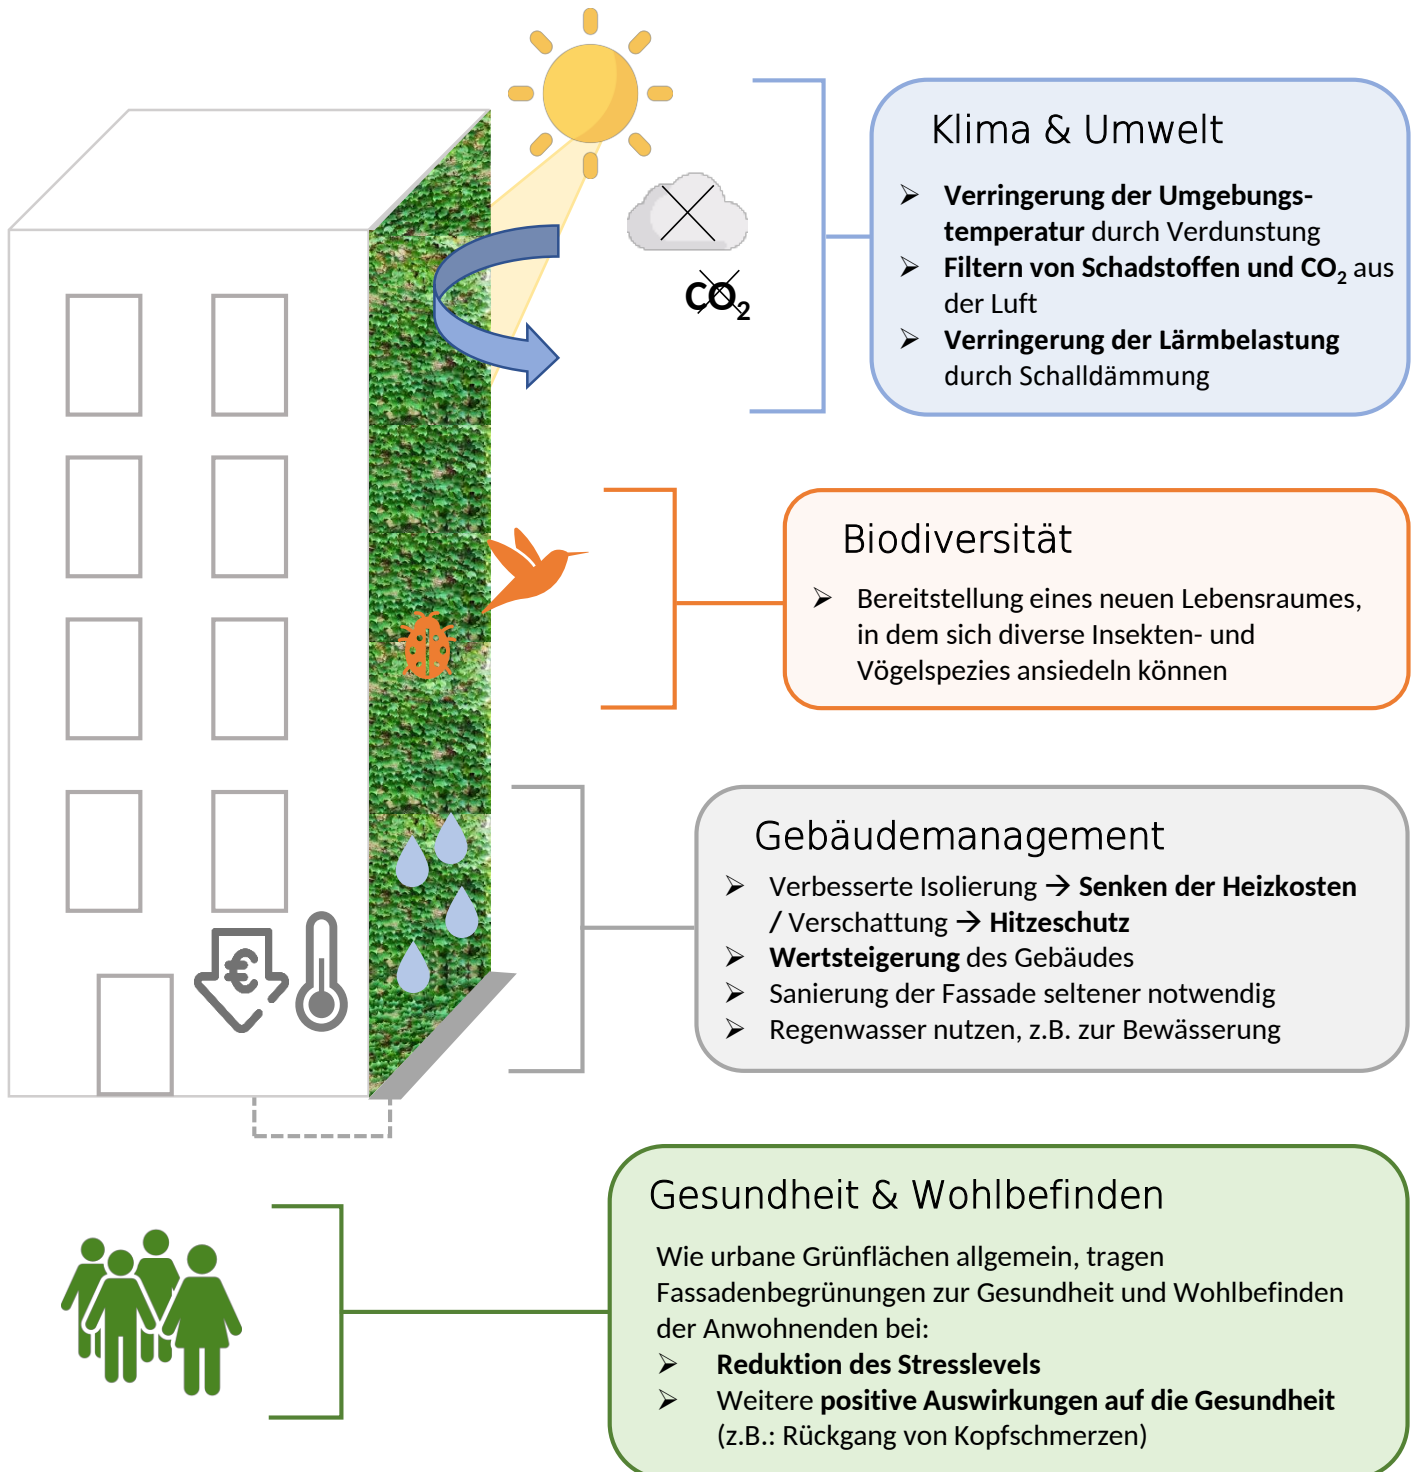 Klima & Umwelt
➢ Verringerung der Umgebungs-
temperatur durch Verdunstung
➢ Filtern von Schadstoffen und CO₂ aus
der Luft
➢ Verringerung der Lärmbelastung
durch Schalldämmung
CO₂
Biodiversität
➢ Bereitstellung eines neuen Lebensraumes,
in dem sich diverse Insekten- und
Vögelspezies ansiedeln können
Gebäudemanagement
➢ Verbesserte Isolierung → Senken der Heizkosten
/ Verschattung → Hitzeschutz
➢ Wertsteigerung des Gebäudes
➢ Sanierung der Fassade seltener notwendig
➢ Regenwasser nutzen, z.B. zur Bewässerung
€
Gesundheit & Wohlbefinden
Wie urbane Grünflächen allgemein, tragen
Fassadenbegrünungen zur Gesundheit und Wohlbefinden
der Anwohnenden bei:
➢ Reduktion des Stresslevels
➢ Weitere positive Auswirkungen auf die Gesundheit
(z.B.: Rückgang von Kopfschmerzen)